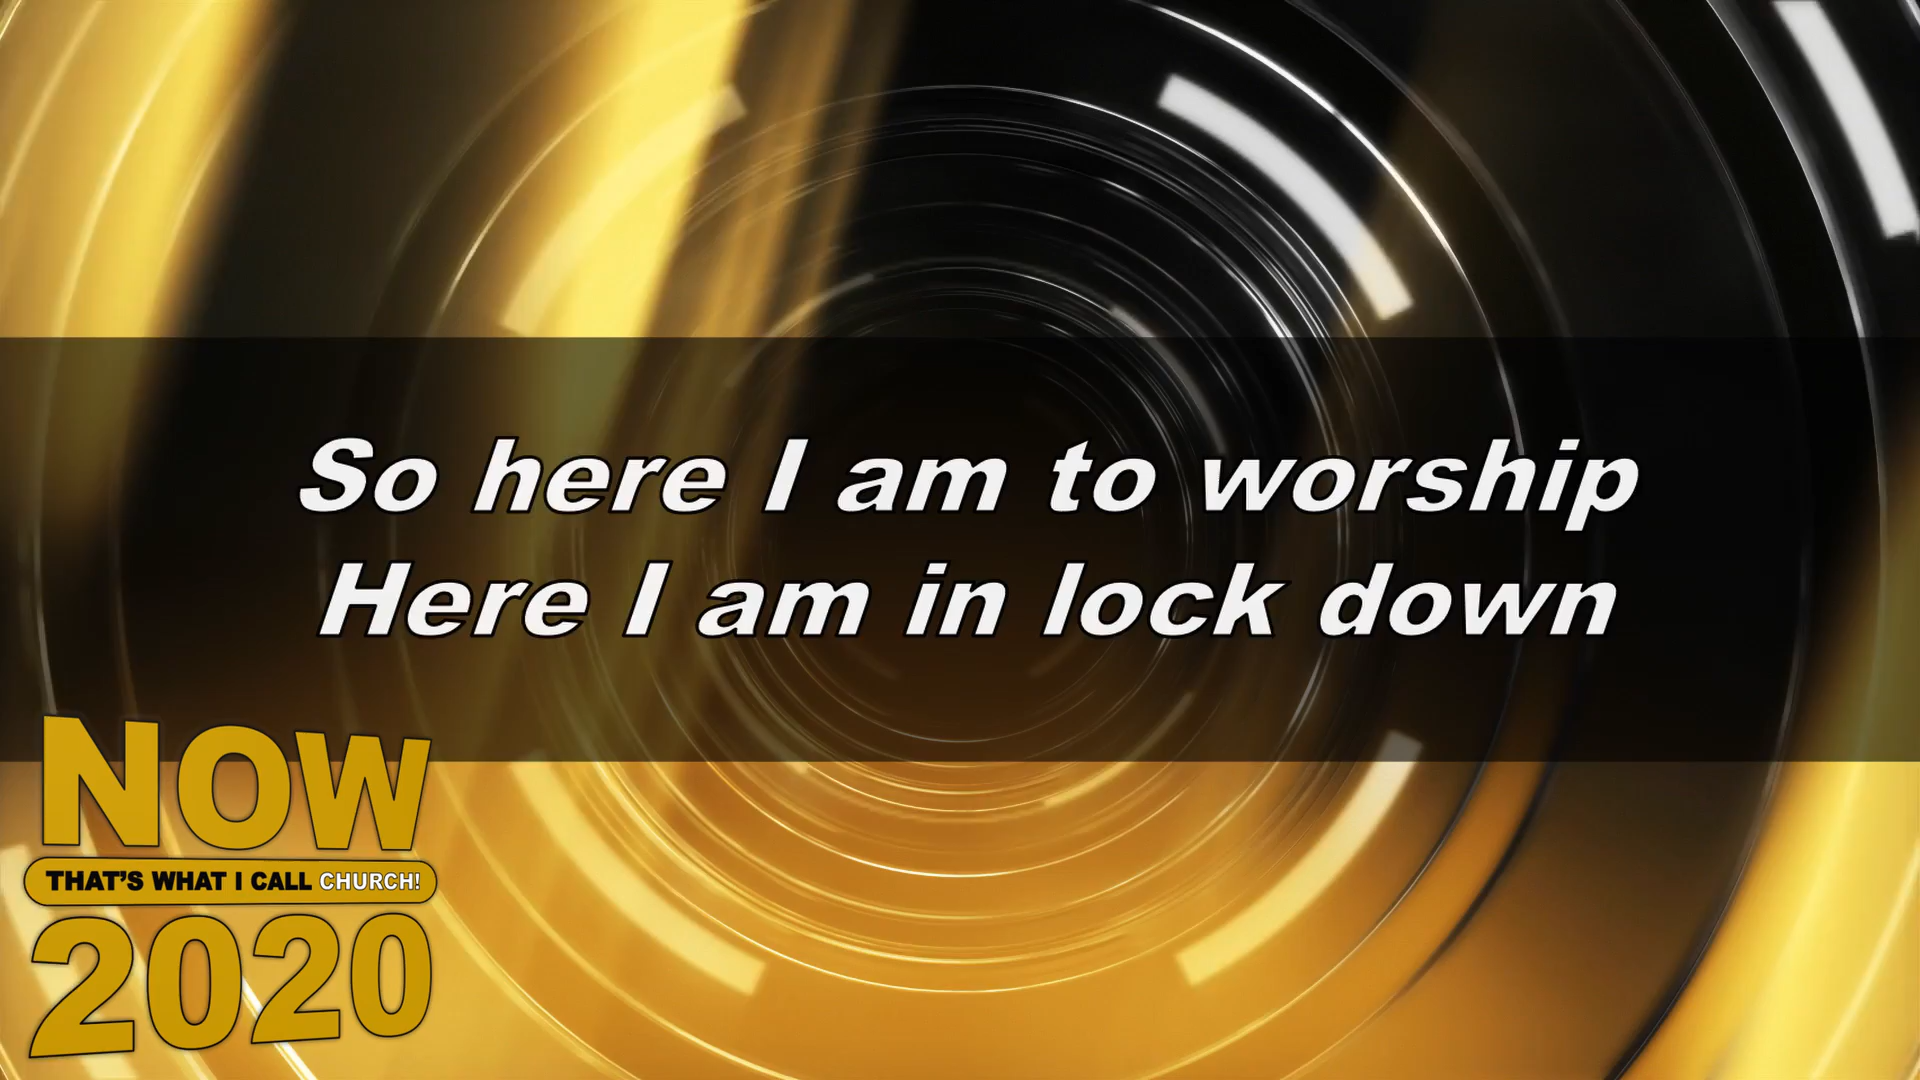 So here I am to worship
Here I am in lock down
NOW
THAT'S WHAT I CALL CHURCH!
2020